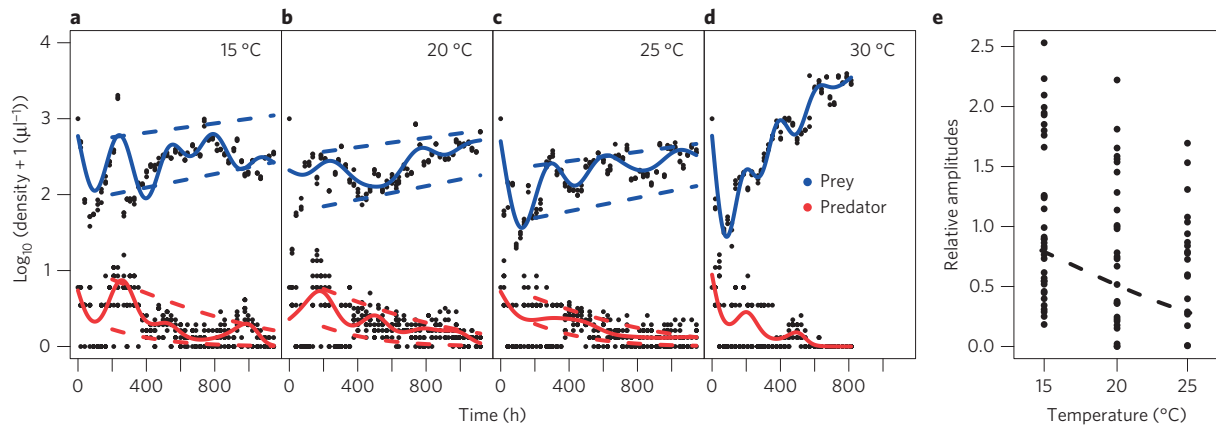 a b c d e
15 °C 20 °C 25 °C 30 °C
Log10 (density + 1 (μl−1))
4
3
2
1
0
Prey
Predator
0 400 800 0 400 800 0 400 800 0 400 800
Time (h)
Relative amplitudes
2.5
2.0
1.5
1.0
0.5
0.0
15 20 25
Temperature (°C)